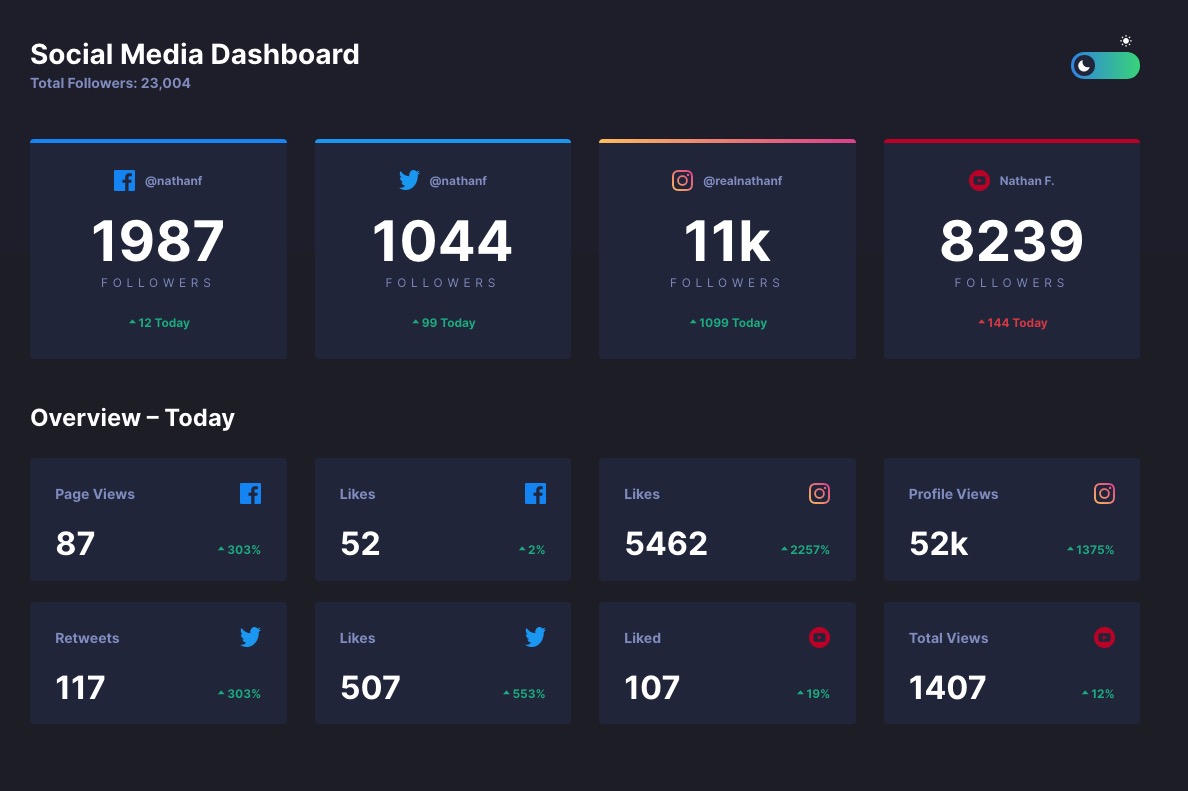 Social Media Dashboard
Total Followers: 23,004
@nathanf
1987
FOLLOWERS
12 Today
@nathanf
1044
FOLLOWERS
99 Today
@realnathanf
11k
FOLLOWERS
1099 Today
Nathan F.
8239
FOLLOWERS
144 Today
Overview – Today
Page Views
87
303%
Likes
52
2%
Likes
5462
2257%
Profile Views
52k
1375%
Retweets
117
303%
Likes
507
553%
Liked
107
19%
Total Views
1407
12%